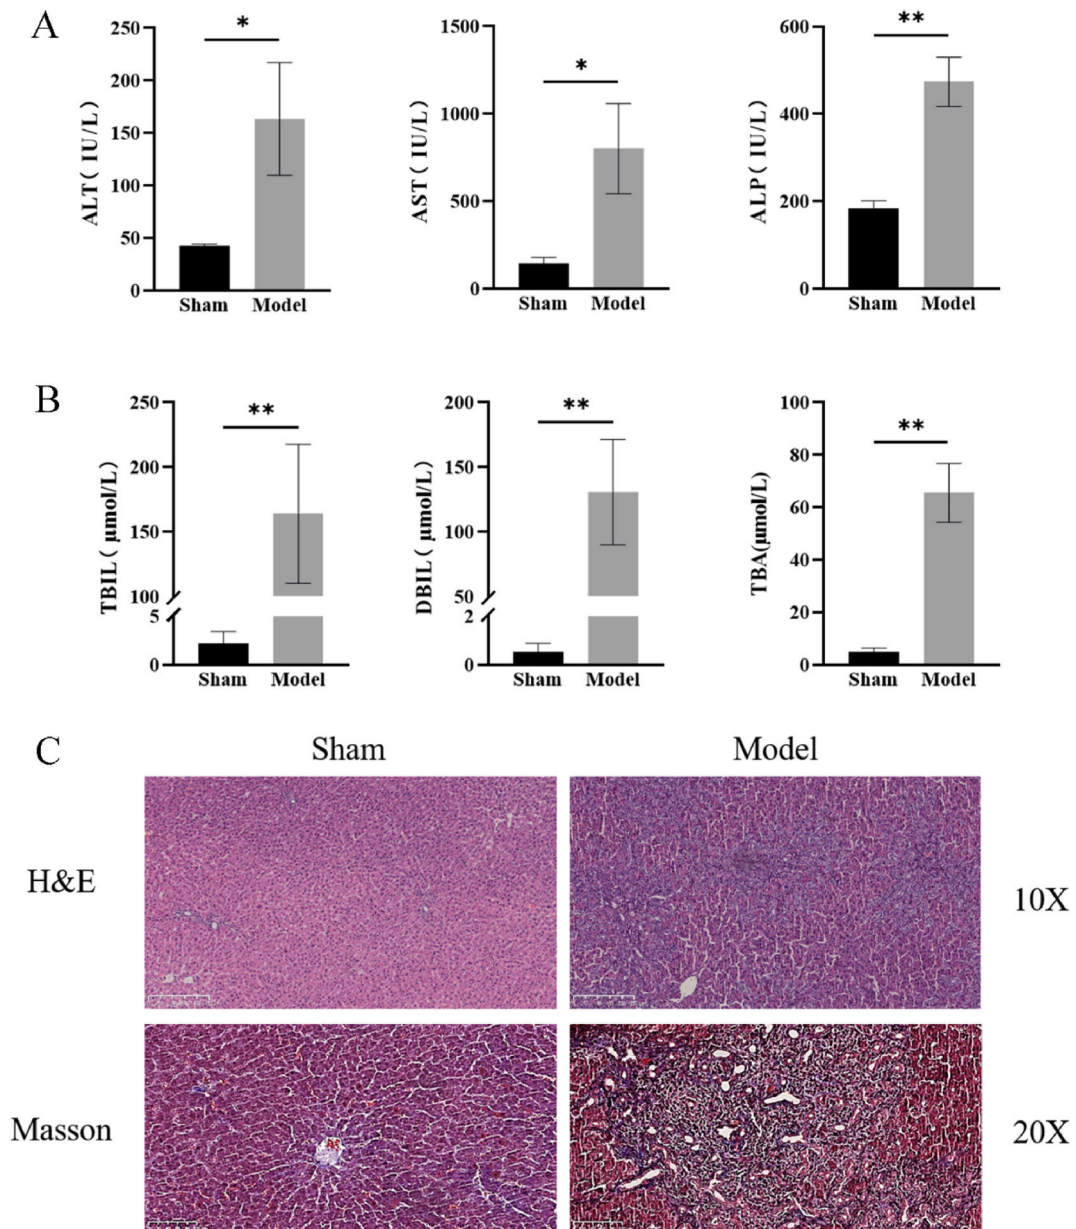 A
ALT( IU/L)
250
200
150
100
50
0
*
Sham Model
AST( IU/L)
1500
1000
500
0
*
Sham Model
ALP( IU/L)
600
400
200
0
**
Sham Model
B
TBIL( μmol/L)
250
200
150
100
5
0
**
Sham Model
DBIL( μmol/L)
200
150
100
50
2
0
**
Sham Model
TBA(μmol/L)
100
80
60
40
20
0
**
Sham Model
C
Sham Model
H&E
10X
Masson
20X